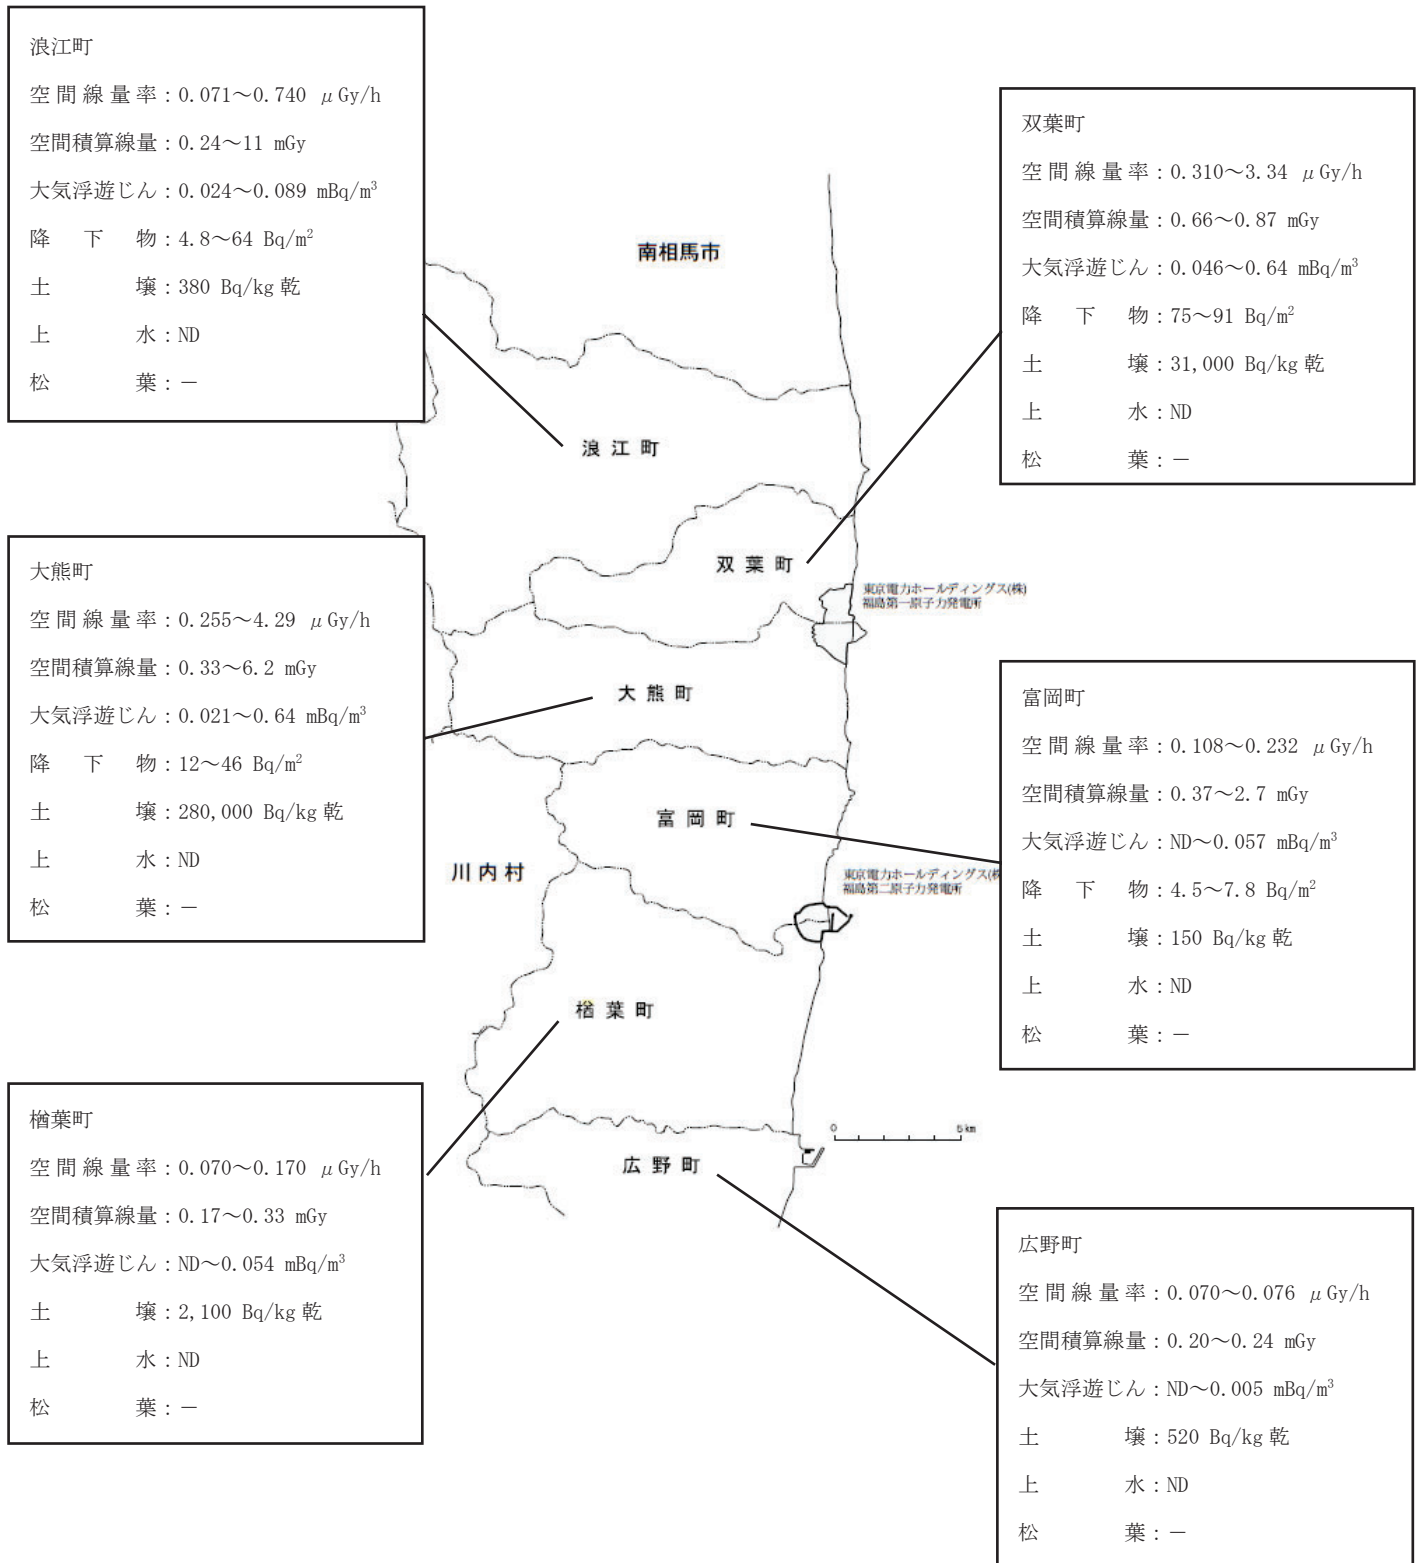 浪江町
空間線量率：0.071～0.740 μGy/h
空間積算線量：0.24～11 mGy
大気浮遊じん：0.024～0.089 mBq/m³
降下物：4.8～64 Bq/m²
土壌：380 Bq/kg 乾
上水：ND
松葉：－
双葉町
空間線量率：0.310～3.34 μGy/h
空間積算線量：0.66～0.87 mGy
大気浮遊じん：0.046～0.64 mBq/m³
降下物：75～91 Bq/m²
土壌：31,000 Bq/kg 乾
上水：ND
松葉：－
南相馬市
浪江町
双葉町
東京電力ホールディングス(株)
福島第一原子力発電所
大熊町
空間線量率：0.255～4.29 μGy/h
空間積算線量：0.33～6.2 mGy
大気浮遊じん：0.021～0.64 mBq/m³
降下物：12～46 Bq/m²
土壌：280,000 Bq/kg 乾
上水：ND
松葉：－
大熊町
富岡町
川内村
東京電力ホールディングス(株
福島第二原子力発電所
富岡町
空間線量率：0.108～0.232 μGy/h
空間積算線量：0.37～2.7 mGy
大気浮遊じん：ND～0.057 mBq/m³
降下物：4.5～7.8 Bq/m²
土壌：150 Bq/kg 乾
上水：ND
松葉：－
楢葉町
楢葉町
空間線量率：0.070～0.170 μGy/h
空間積算線量：0.17～0.33 mGy
大気浮遊じん：ND～0.054 mBq/m³
土壌：2,100 Bq/kg 乾
上水：ND
松葉：－
0 5km
広野町
広野町
空間線量率：0.070～0.076 μGy/h
空間積算線量：0.20～0.24 mGy
大気浮遊じん：ND～0.005 mBq/m³
土壌：520 Bq/kg 乾
上水：ND
松葉：－